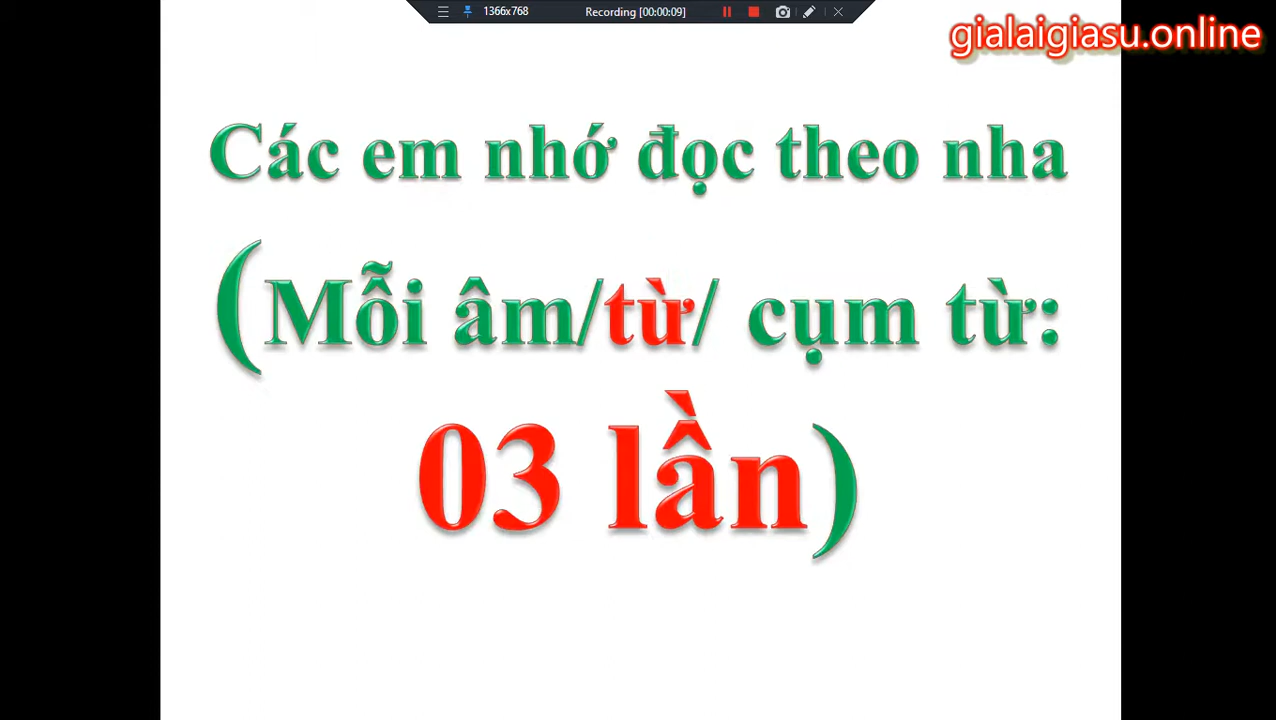 1366x768 Recording [00:00:09]
gialaigiasu.online
Các em nhớ đọc theo nha
(Mỗi âm/từ/ cụm từ:
03 lần)